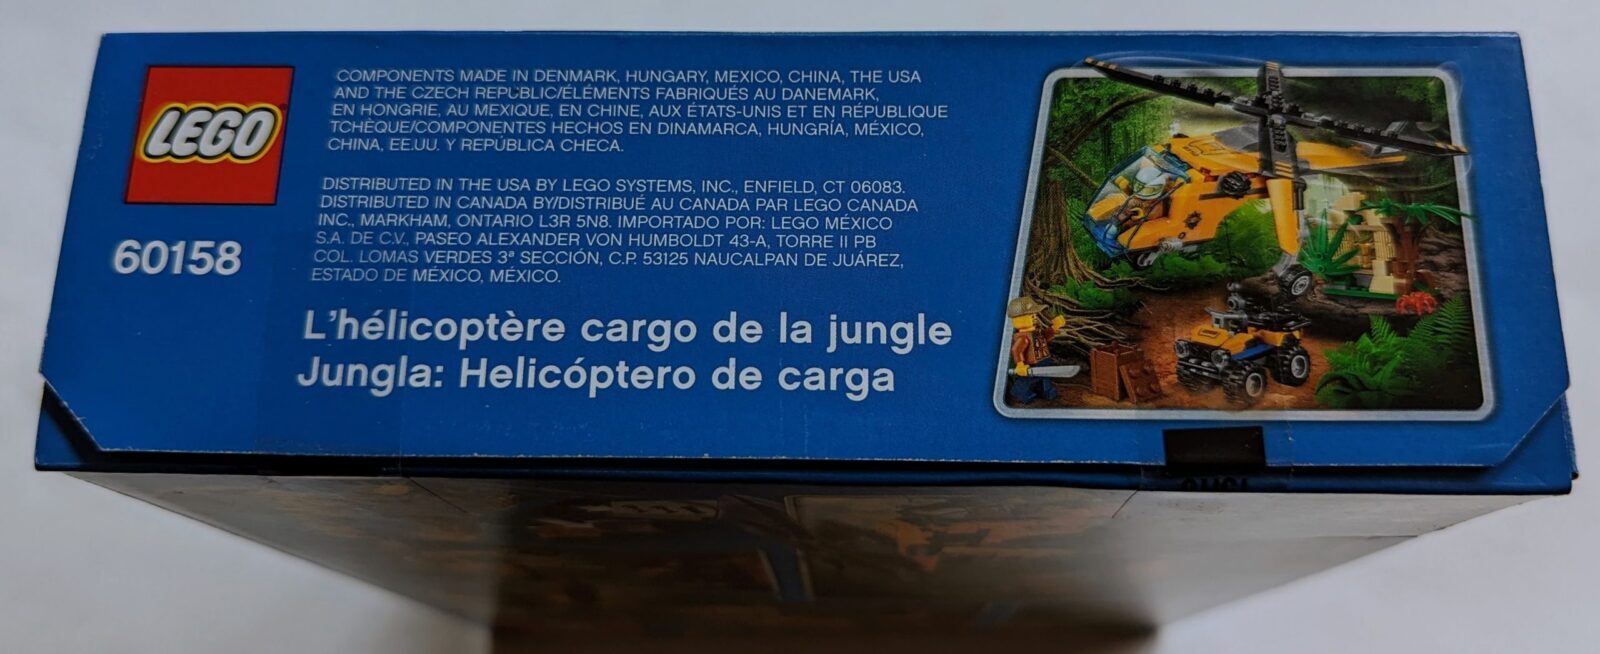 LEGO
60158
COMPONENTS MADE IN DENMARK, HUNGARY, MEXICO, CHINA, THE USA
AND THE CZECH REPUBLIC/ÉLÉMENTS FABRIQUÉS AU DANEMARK,
EN HONGRIE, AU MEXIQUE, EN CHINE, AUX ÉTATS-UNIS ET EN RÉPUBLIQUE
TCHÈQUE/COMPONENTES HECHOS EN DINAMARCA, HUNGRÍA, MÉXICO,
CHINA, EE.UU. Y REPÚBLICA CHECA.
DISTRIBUTED IN THE USA BY LEGO SYSTEMS, INC., ENFIELD, CT 06083.
DISTRIBUTED IN CANADA BY/DISTRIBUÉ AU CANADA PAR LEGO CANADA
INC., MARKHAM, ONTARIO L3R 5N8. IMPORTADO POR: LEGO MÉXICO
S.A. DE C.V., PASEO ALEXANDER VON HUMBOLDT 43-A, TORRE II PB
COL. LOMAS VERDES 3ª SECCIÓN, C.P. 53125 NAUCALPAN DE JUÁREZ,
ESTADO DE MÉXICO, MÉXICO.
L'hélicoptère cargo de la jungle
Jungla: Helicóptero de carga